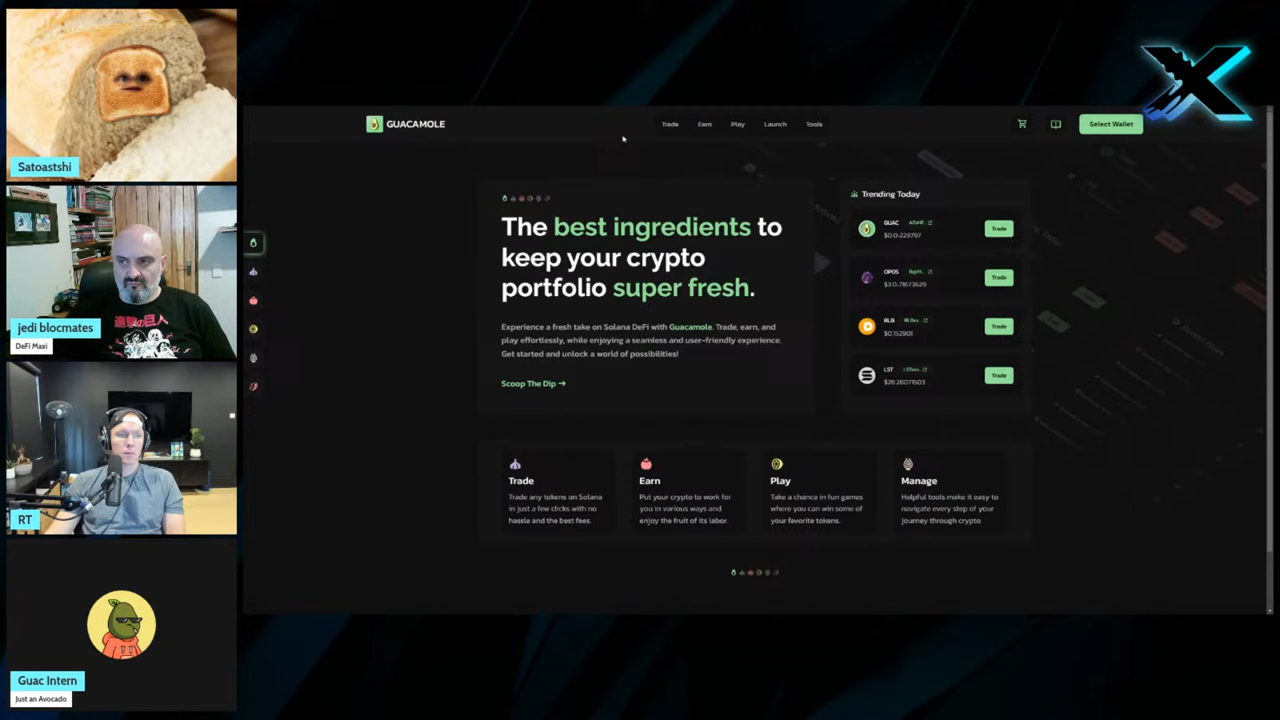 Satoastshi
jedi blocmates
DeFi Maxi
RT
Guac Intern
Just an Avocado
X
GUACAMOLE
Trade
Earn
Play
Launch
Tools
Select Wallet
The best ingredients to
keep your crypto
portfolio super fresh.
Experience a fresh take on Solana DeFi with Guacamole. Trade, earn, and
play effortlessly, while enjoying a seamless and user-friendly experience.
Get started and unlock a world of possibilities!
Scoop The Dip →
Trending Today
GUAC
Trade
OPOS
Trade
RLB
$0.152901
Trade
LST
Trade
Trade
Trade any tokens on Solana
in just a few clicks with no
hassle and the best fees.
Earn
Put your crypto to work for
you in various ways and
enjoy the fruit of its labor.
Play
Take a chance in fun games
where you can win some of
your favorite tokens.
Manage
Helpful tools make it easy to
navigate every step of your
journey through crypto